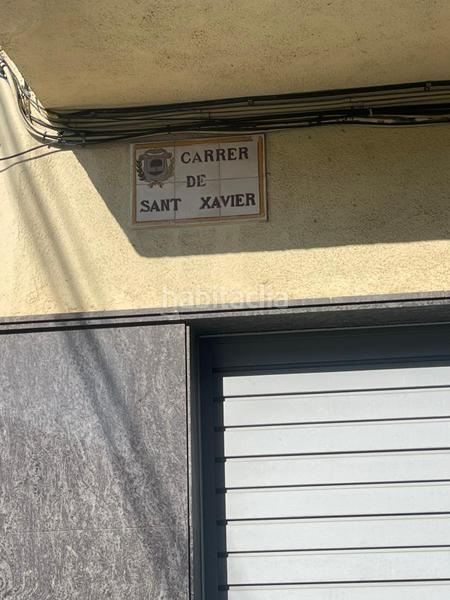 CARRER
DE
SANT XAVIER
habitaclia